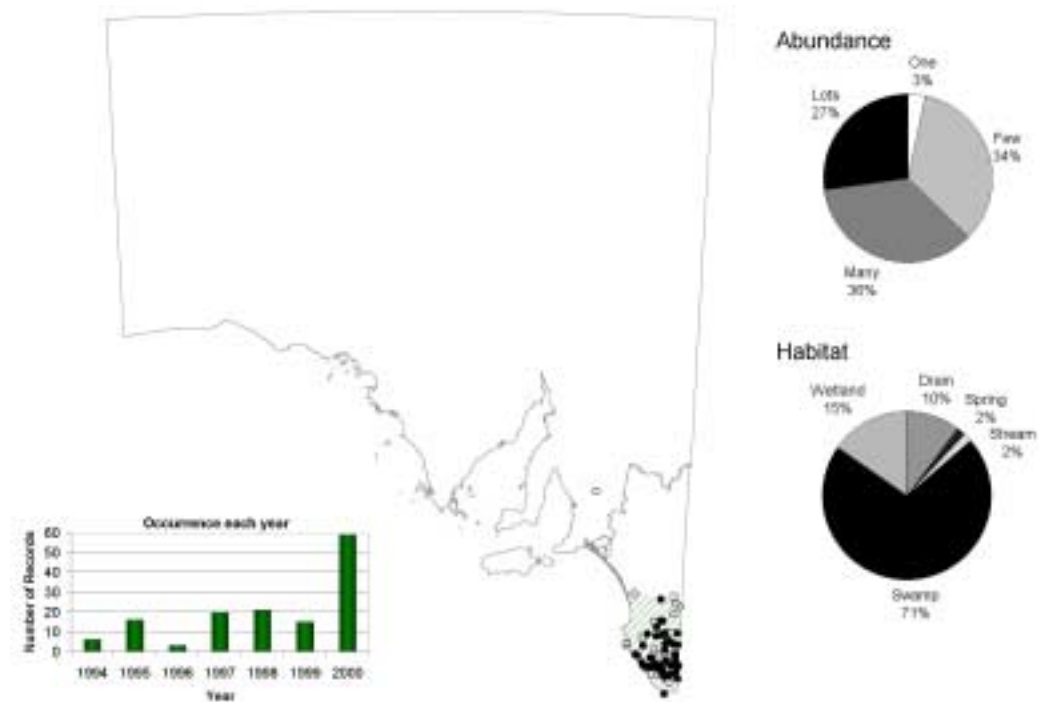 Abundance
One
3%
Lots
27%
Few
34%
Many
36%
Habitat
Wetland
15%
Drain
10%
Spring
2%
Stream
2%
Swamp
71%
Occurrence each year
Number of Records
60
50
40
30
20
10
0
1994 1995 1996 1997 1998 1999 2000
Year